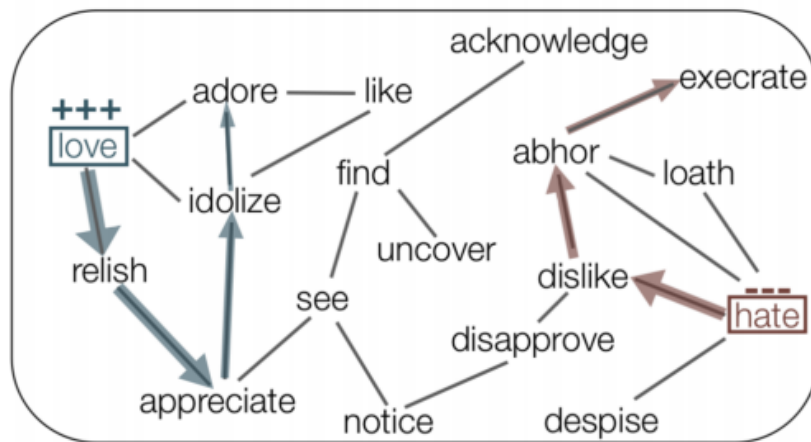 acknowledge
adore
like
execrate
+++
love
find
abhor
loath
idolize
uncover
relish
dislike
see
---
hate
disapprove
appreciate
notice
despise